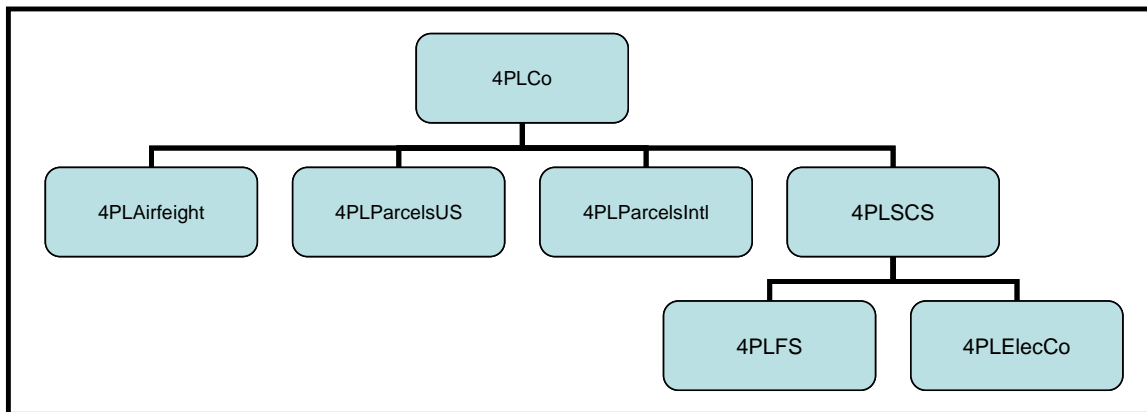 4PLCo
4PLAirfeight
4PLParcelsUS
4PLParcelsIntl
4PLSCS
4PLFS
4PLElecCo